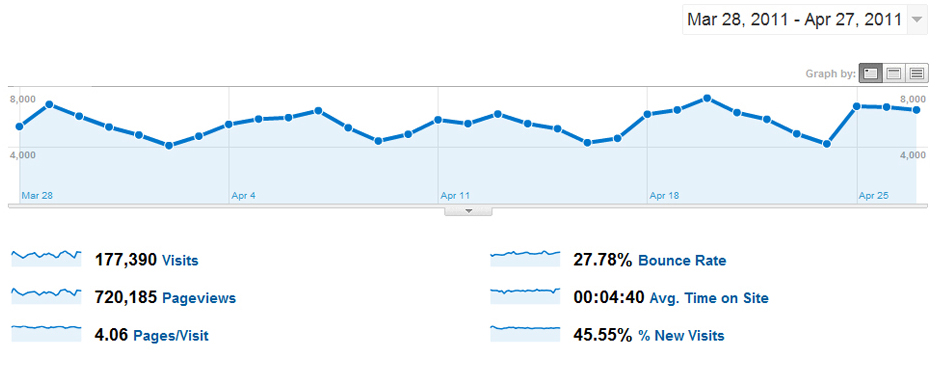 Mar 28, 2011 - Apr 27, 2011
Graph by:
8,000 8,000
4,000 4,000
Mar 28 Apr 4 Apr 11 Apr 18 Apr 25
177,390 Visits 27.78% Bounce Rate
720,185 Pageviews 00:04:40 Avg. Time on Site
4.06 Pages/Visit 45.55% % New Visits